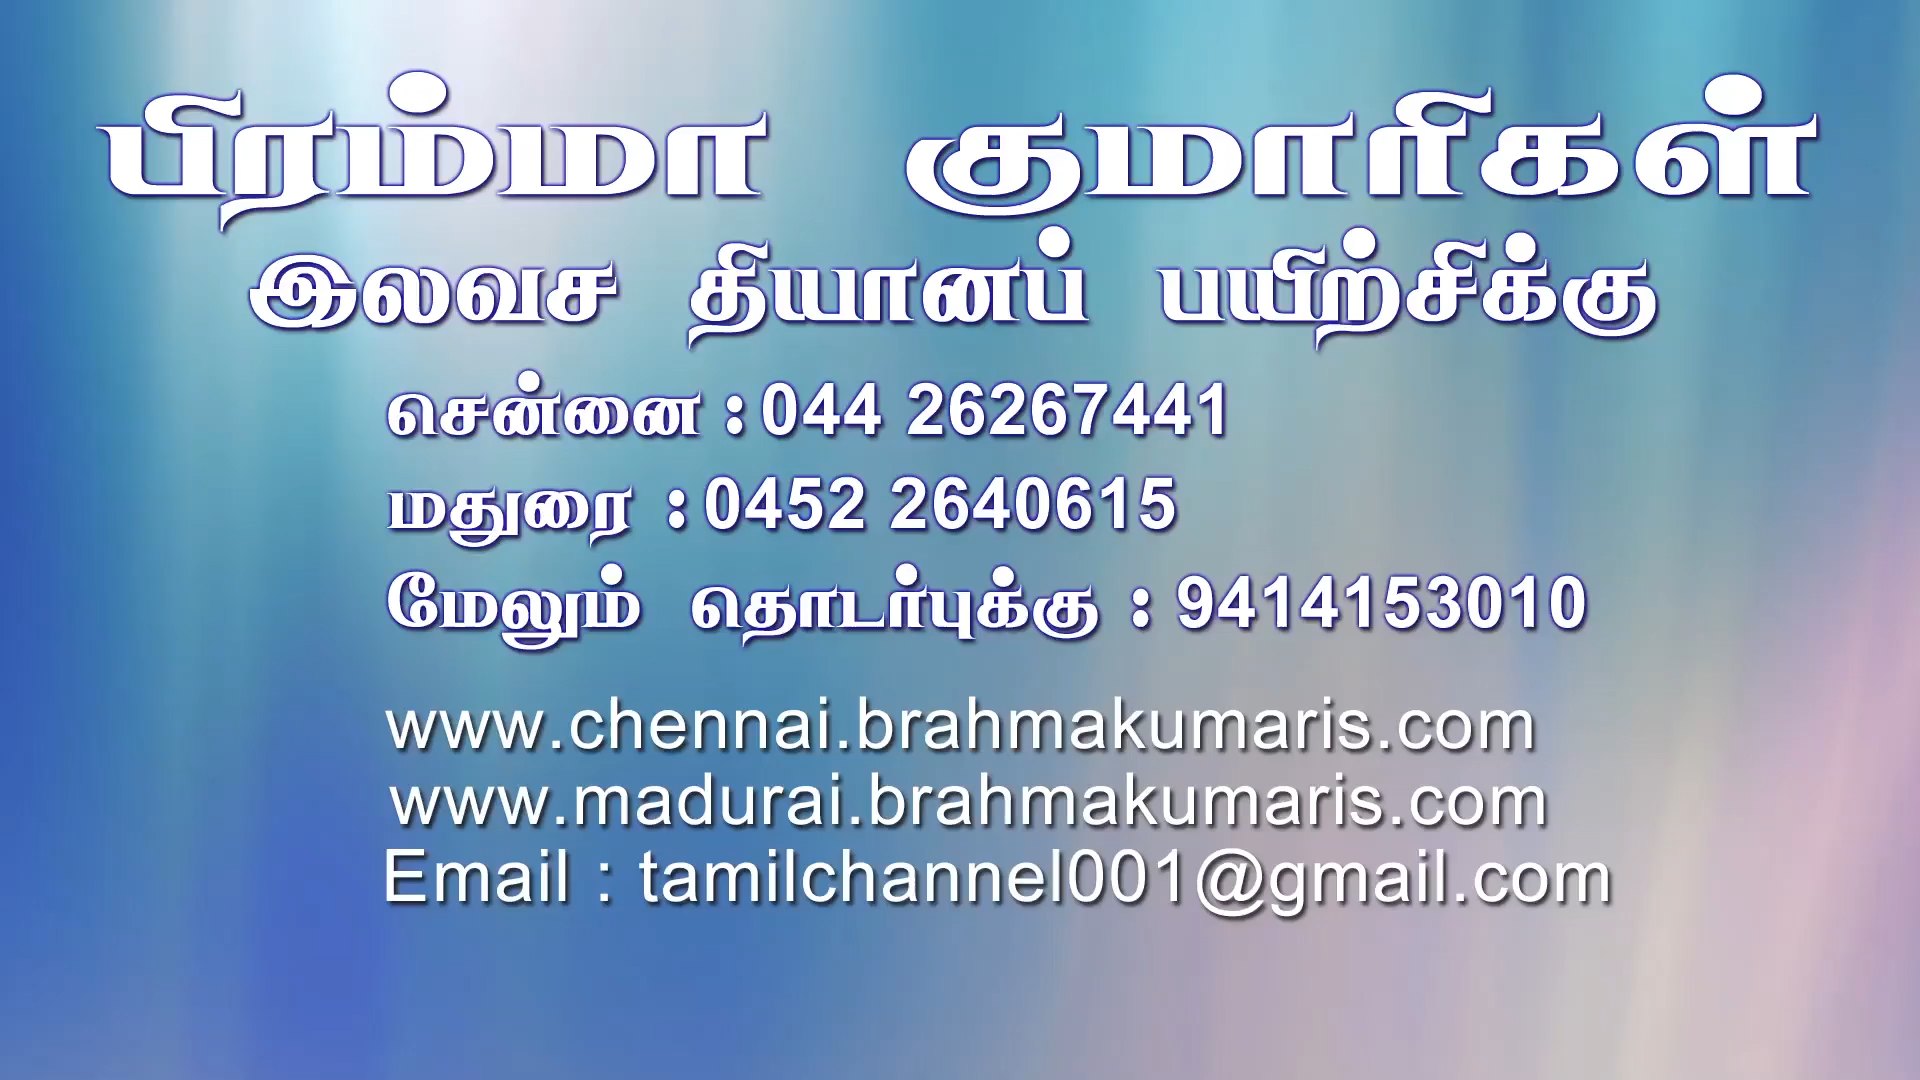 பிரம்மா குமாரிகள்
இலவச தியானப் பயிற்சிக்கு
சென்னை : 044 26267441
மதுரை : 0452 2640615
மேலும் தொடர்புக்கு : 9414153010
www.chennai.brahmakumaris.com
www.madurai.brahmakumaris.com
Email : tamilchannel001@gmail.com